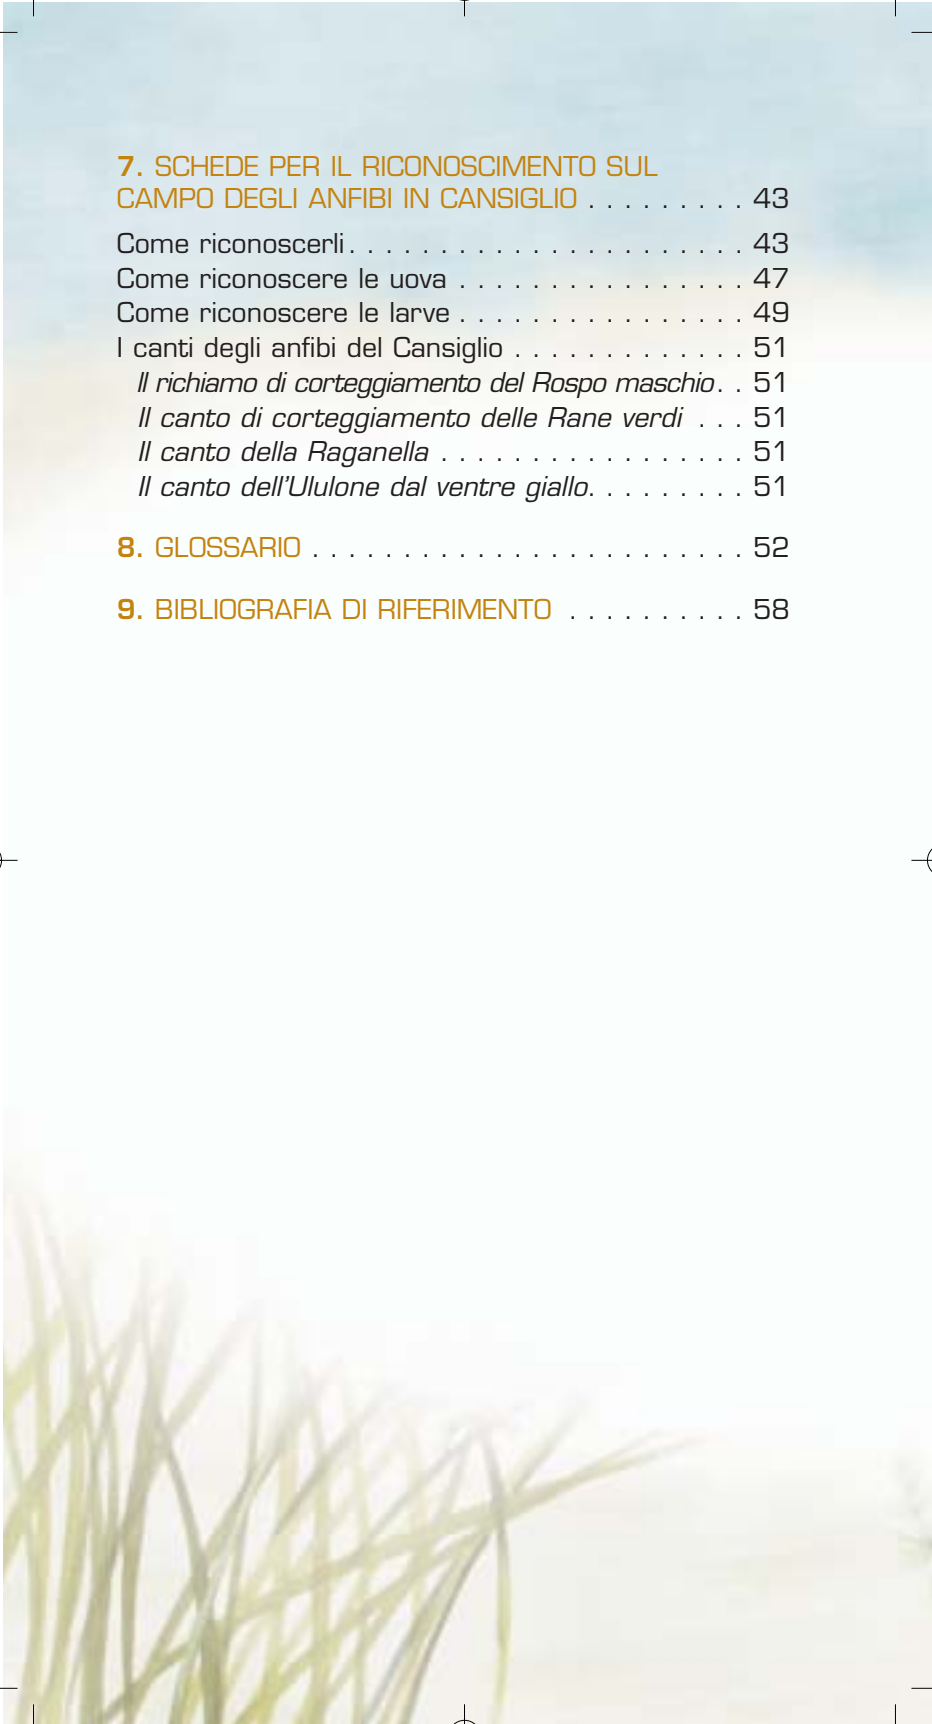 7. SCHEDE PER IL RICONOSCIMENTO SUL
CAMPO DEGLI ANFIBI IN CANSIGLIO . . . . . . . . . 43
Come riconoscerli . . . . . . . . . . . . . . . . . . . . . . 43
Come riconoscere le uova . . . . . . . . . . . . . . . . 47
Come riconoscere le larve . . . . . . . . . . . . . . . . 49
I canti degli anfibi del Cansiglio . . . . . . . . . . . . . 51
Il richiamo di corteggiamento del Rospo maschio . . 51
Il canto di corteggiamento delle Rane verdi . . . 51
Il canto della Raganella . . . . . . . . . . . . . . . . . 51
Il canto dell’Ululone dal ventre giallo . . . . . . . . . 51
8. GLOSSARIO . . . . . . . . . . . . . . . . . . . . . . . . 52
9. BIBLIOGRAFIA DI RIFERIMENTO . . . . . . . . . . 58